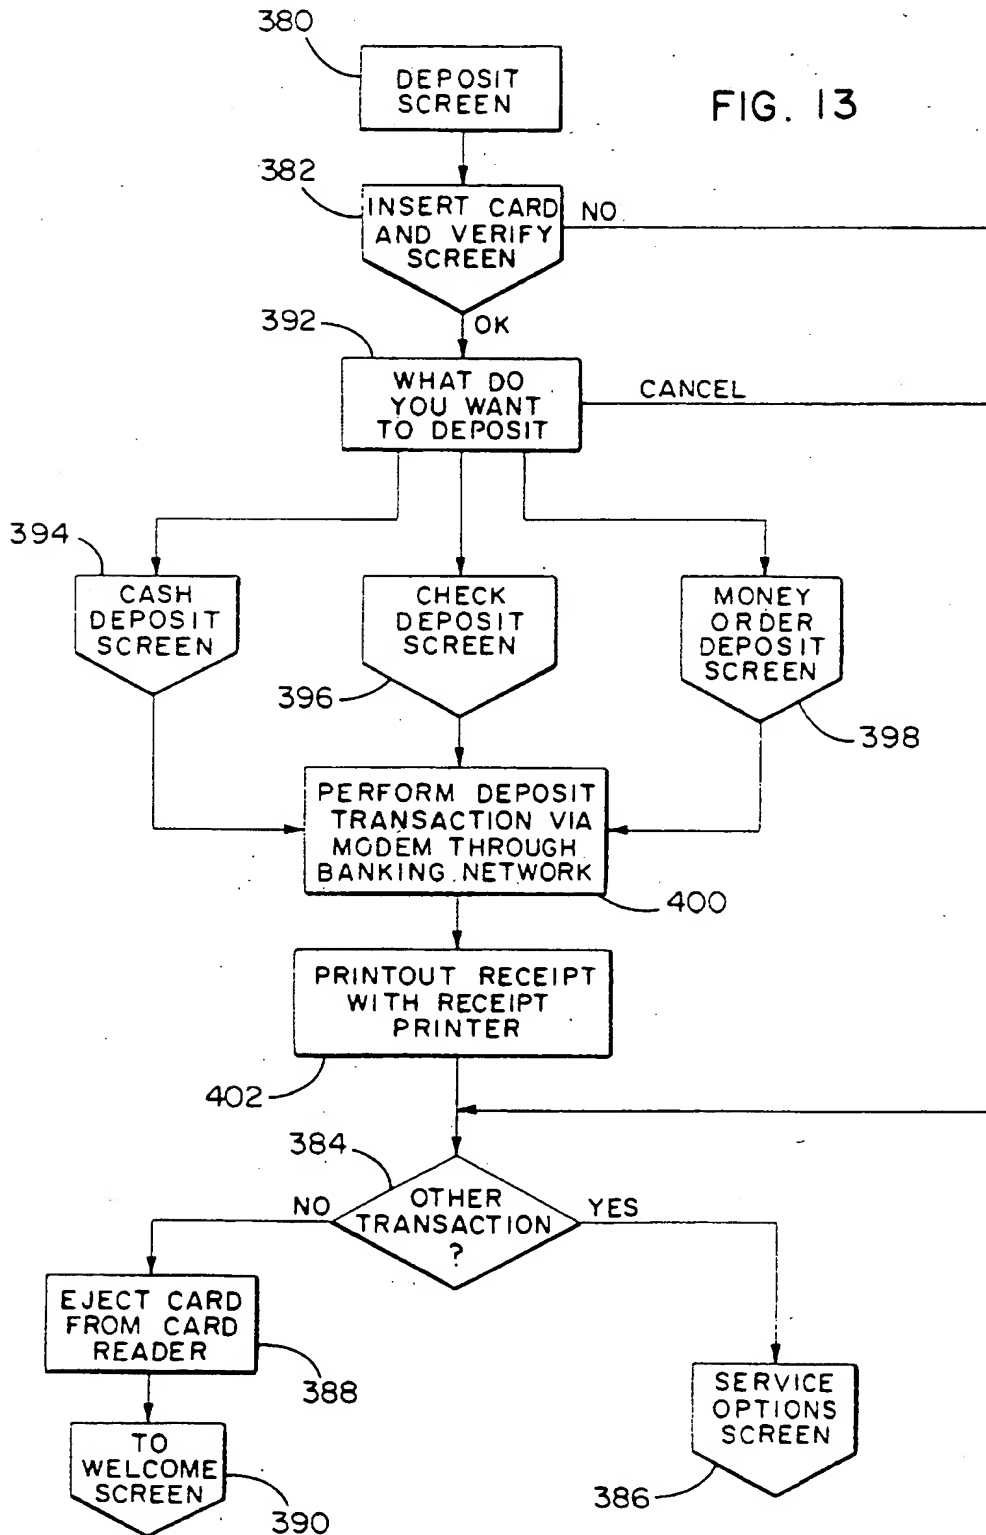 380
DEPOSIT
SCREEN
FIG. 13
382
INSERT CARD
AND VERIFY
SCREEN
NO
OK
392
WHAT DO
YOU WANT
TO DEPOSIT
CANCEL
394
CASH
DEPOSIT
SCREEN
CHECK
DEPOSIT
SCREEN
396
MONEY
ORDER
DEPOSIT
SCREEN
398
PERFORM DEPOSIT
TRANSACTION VIA
MODEM THROUGH
BANKING NETWORK
400
PRINTOUT RECEIPT
WITH RECEIPT
PRINTER
402
384
OTHER
TRANSACTION
?
NO
YES
EJECT CARD
FROM CARD
READER
388
TO
WELCOME
SCREEN
390
SERVICE
OPTIONS
SCREEN
386